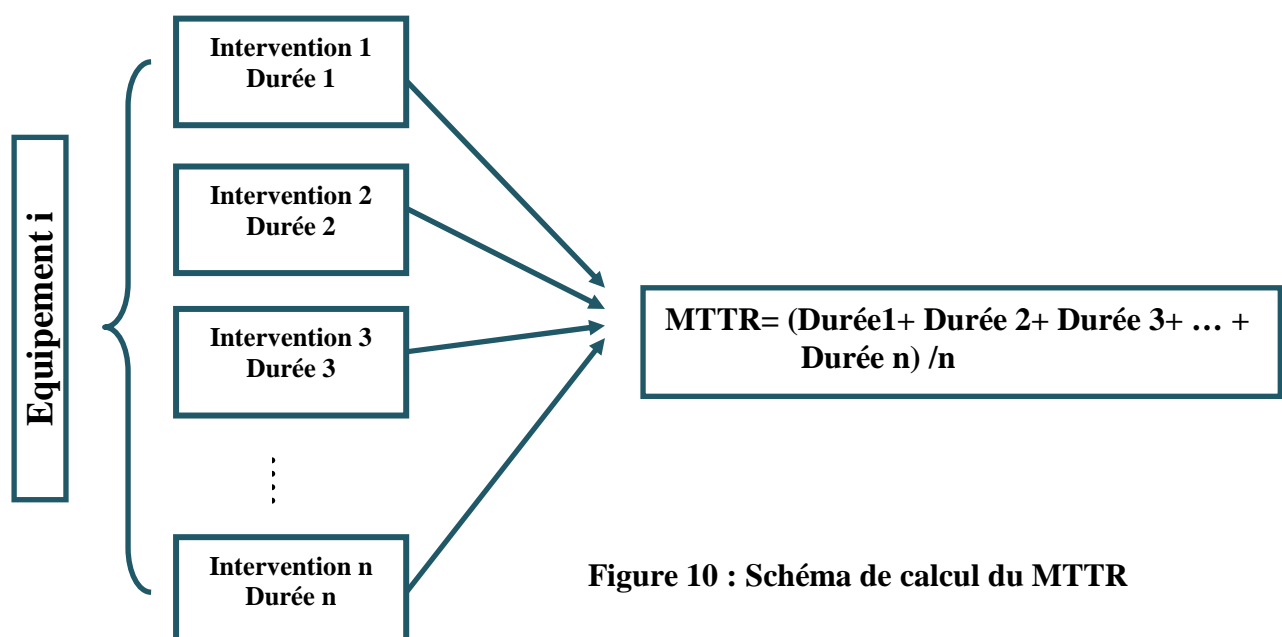 Equipement i
Intervention 1
Durée 1
Intervention 2
Durée 2
Intervention 3
Durée 3
Intervention n
Durée n
MTTR= (Durée1+ Durée 2+ Durée 3+ … +
Durée n) /n
Figure 10 : Schéma de calcul du MTTR